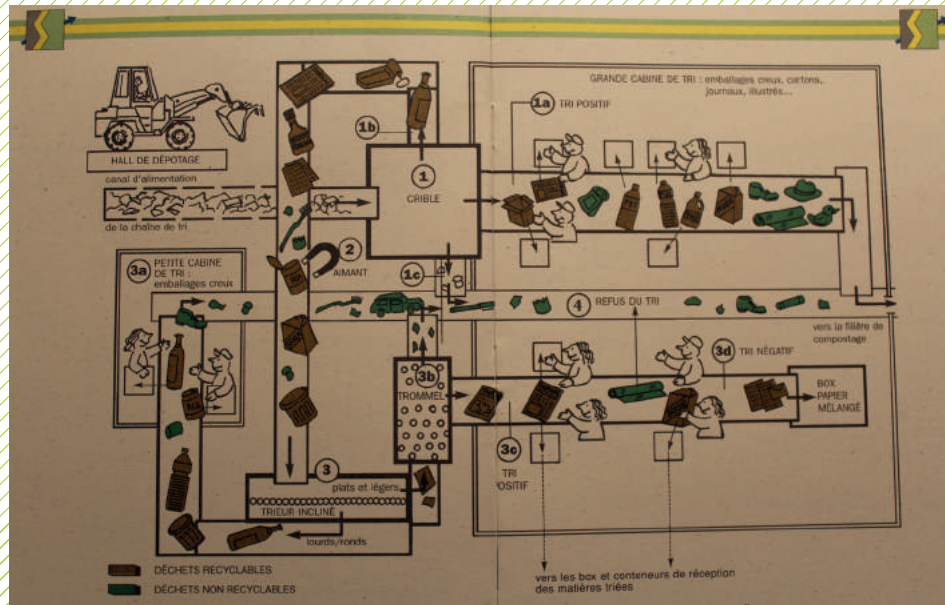 GRANDE CABINE DE TRI : emballages creux, cartons,
journaux, illustrés...
1a TRI POSITIF
1b
HALL DE DÉPOTAGE
1
CRIBLE
canal d'alimentation
de la chaîne de tri
2
AIMANT
1c
3a PETITE CABINE
DE TRI :
emballages creux
4 REFUS DU TRI
vers la filière de
compostage
3b
TROMMEL
3d TRI NÉGATIF
BOX
PAPIER
MÉLANGÉ
3c
TRI
POSITIF
3
plats et légers
TRIEUR INCLINÉ
lourds/ronds
DÉCHETS RECYCLABLES
DÉCHETS NON RECYCLABLES
vers les box et conteneurs de réception
des matières triées